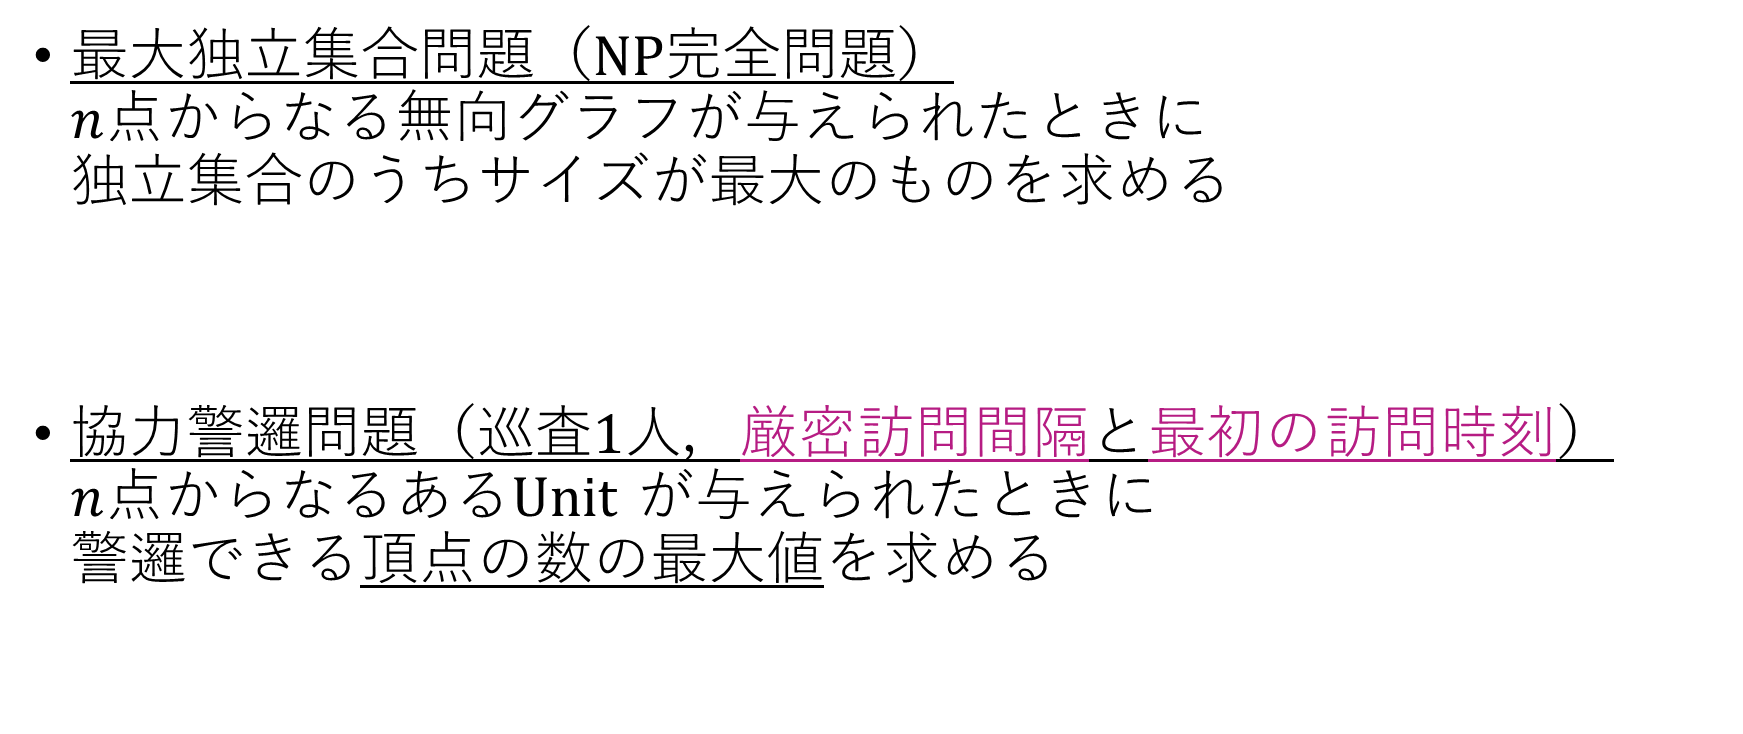 • 最大独立集合問題（NP完全問題）
n点からなる無向グラフが与えられたときに
独立集合のうちサイズが最大のものを求める
• 協力警邏問題（巡査1人，厳密訪問間隔と最初の訪問時刻）
n点からなるあるUnit が与えられたときに
警邏できる頂点の数の最大値を求める